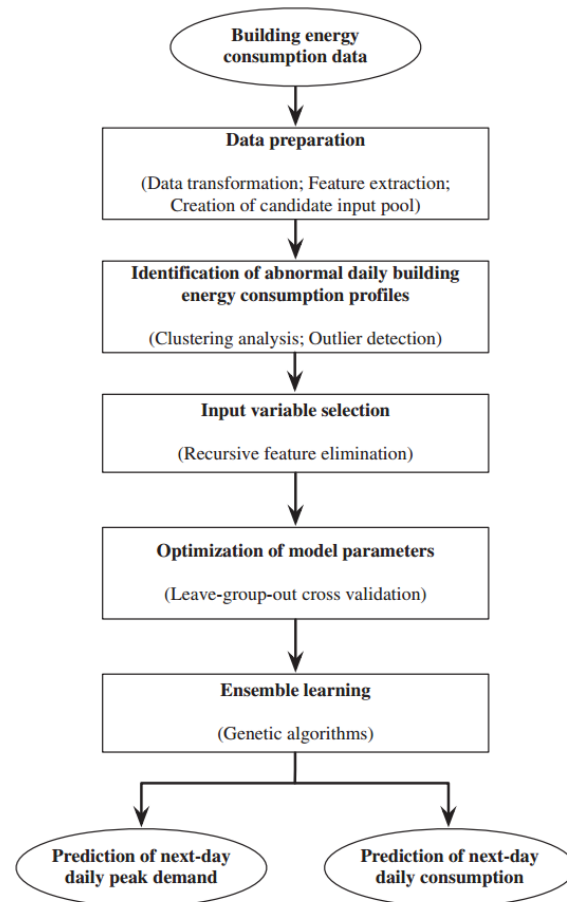 Building energy
consumption data
Data preparation
(Data transformation; Feature extraction;
Creation of candidate input pool)
Identification of abnormal daily building
energy consumption profiles
(Clustering analysis; Outlier detection)
Input variable selection
(Recursive feature elimination)
Optimization of model parameters
(Leave-group-out cross validation)
Ensemble learning
(Genetic algorithms)
Prediction of next-day
daily peak demand
Prediction of next-day
daily consumption